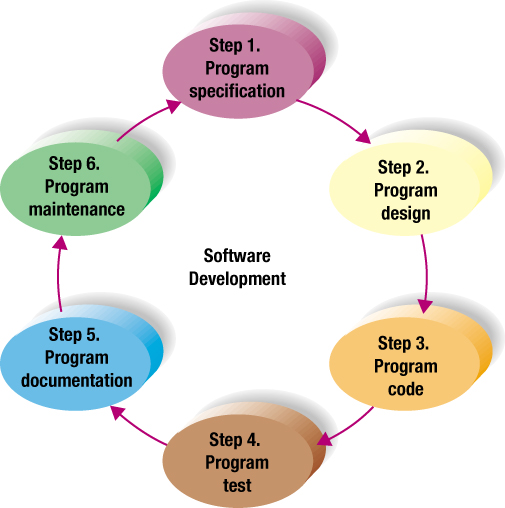 Step 1.
Program
specification
Step 2.
Program
design
Step 3.
Program
code
Step 4.
Program
test
Step 5.
Program
documentation
Step 6.
Program
maintenance
Software
Development